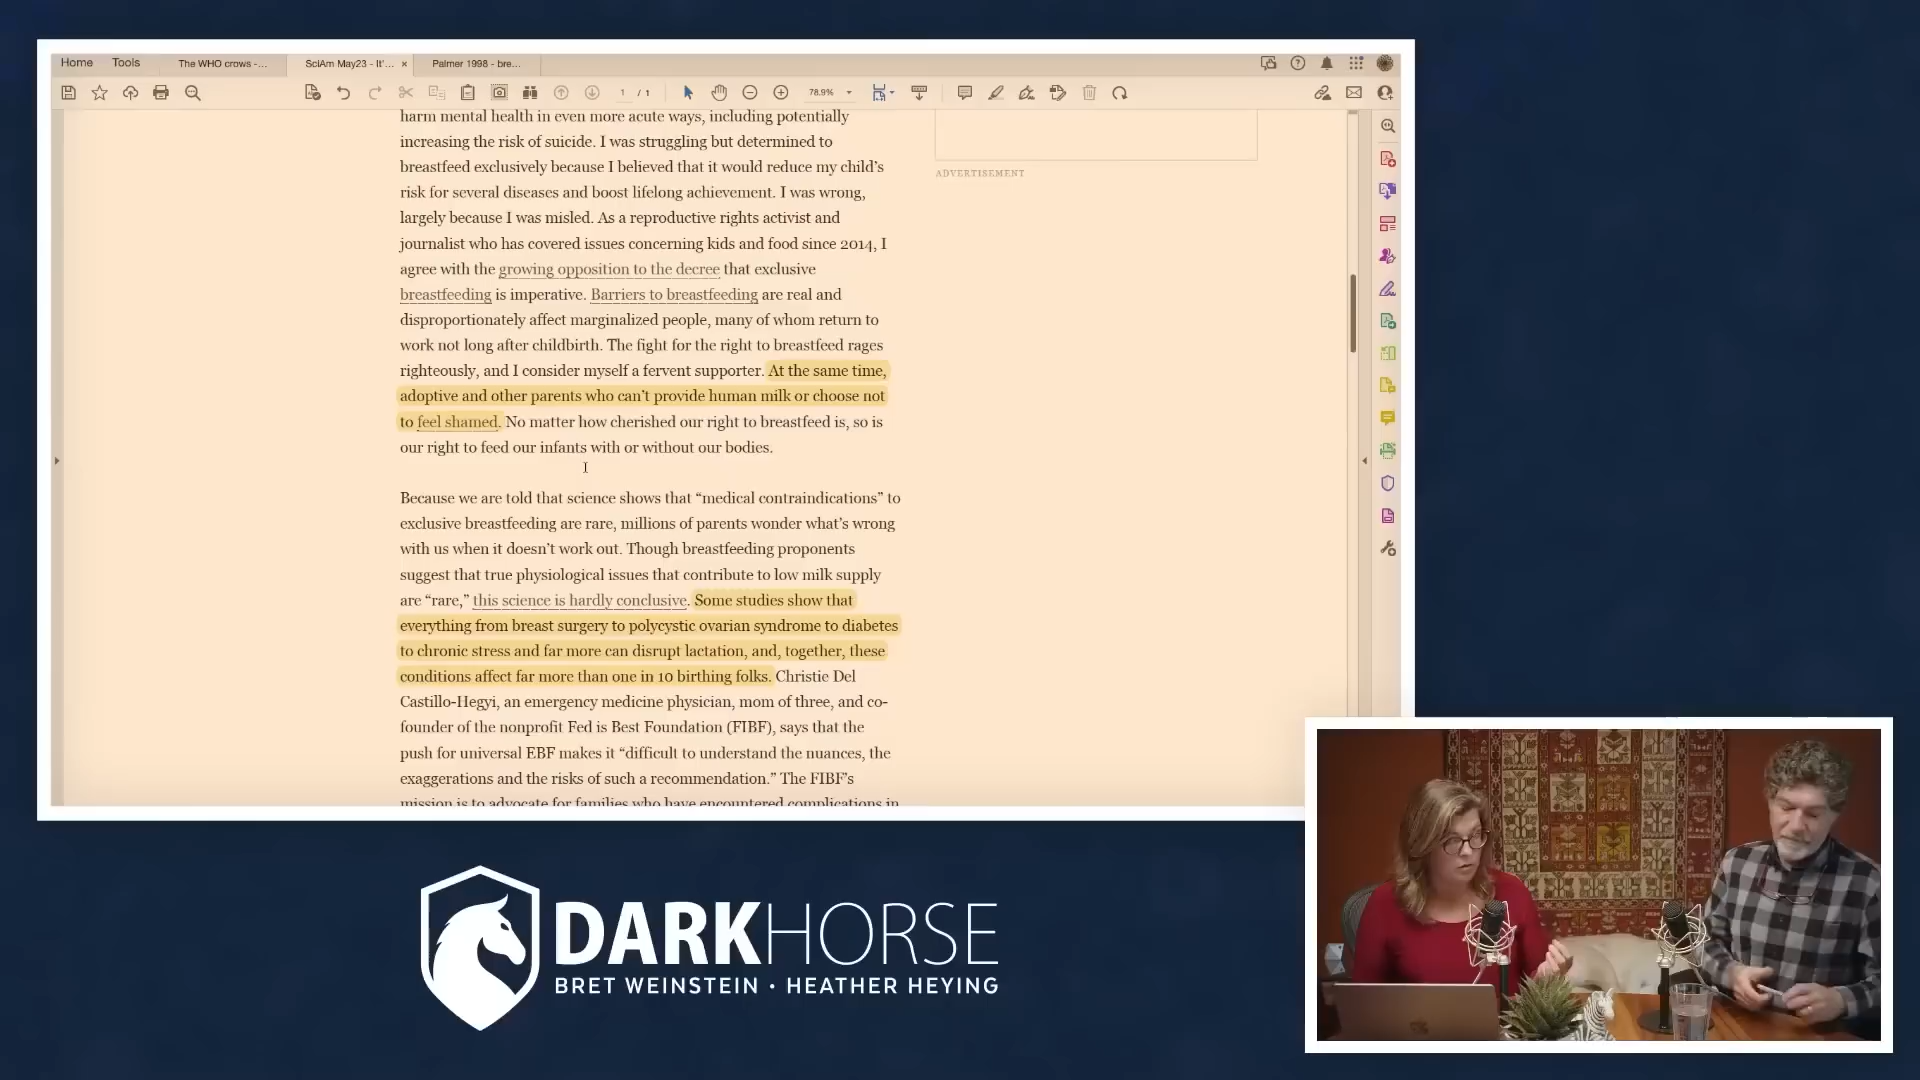 Home
Tools
The WHO crows -...
SciAm May23 - It'... ×
Palmer 1998 - bre...
1 / 1
78.9%
harm mental health in even more acute ways, including potentially
increasing the risk of suicide. I was struggling but determined to
breastfeed exclusively because I believed that it would reduce my child’s
risk for several diseases and boost lifelong achievement. I was wrong,
largely because I was misled. As a reproductive rights activist and
journalist who has covered issues concerning kids and food since 2014, I
agree with the growing opposition to the decree that exclusive
breastfeeding is imperative. Barriers to breastfeeding are real and
disproportionately affect marginalized people, many of whom return to
work not long after childbirth. The fight for the right to breastfeed rages
righteously, and I consider myself a fervent supporter. At the same time,
adoptive and other parents who can’t provide human milk or choose not
to feel shamed. No matter how cherished our right to breastfeed is, so is
our right to feed our infants with or without our bodies.
Because we are told that science shows that “medical contraindications” to
exclusive breastfeeding are rare, millions of parents wonder what’s wrong
with us when it doesn’t work out. Though breastfeeding proponents
suggest that true physiological issues that contribute to low milk supply
are “rare,” this science is hardly conclusive. Some studies show that
everything from breast surgery to polycystic ovarian syndrome to diabetes
to chronic stress and far more can disrupt lactation, and, together, these
conditions affect far more than one in 10 birthing folks. Christie Del
Castillo-Hegyi, an emergency medicine physician, mom of three, and co-
founder of the nonprofit Fed is Best Foundation (FIBF), says that the
push for universal EBF makes it “difficult to understand the nuances, the
exaggerations and the risks of such a recommendation.” The FIBF’s
mission is to advocate for families who have encountered complications in
ADVERTISEMENT
DARKHORSE
BRET WEINSTEIN • HEATHER HEYING